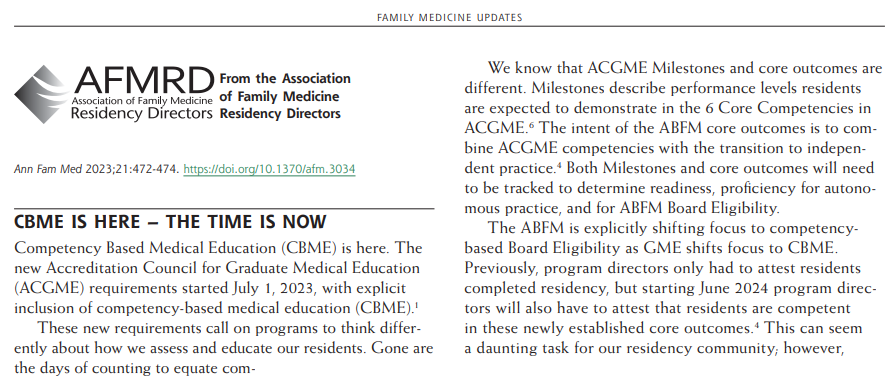 FAMILY MEDICINE UPDATES
AFMRD
Association of Family Medicine
Residency Directors
From the Association
of Family Medicine
Residency Directors
Ann Fam Med 2023;21:472-474. https://doi.org/10.1370/afm.3034
CBME IS HERE – THE TIME IS NOW
Competency Based Medical Education (CBME) is here. The
new Accreditation Council for Graduate Medical Education
(ACGME) requirements started July 1, 2023, with explicit
inclusion of competency-based medical education (CBME).¹
These new requirements call on programs to think differ-
ently about how we assess and educate our residents. Gone are
the days of counting to equate com-
We know that ACGME Milestones and core outcomes are
different. Milestones describe performance levels residents
are expected to demonstrate in the 6 Core Competencies in
ACGME.⁶ The intent of the ABFM core outcomes is to com-
bine ACGME competencies with the transition to indepen-
dent practice.⁴ Both Milestones and core outcomes will need
to be tracked to determine readiness, proficiency for autono-
mous practice, and for ABFM Board Eligibility.
The ABFM is explicitly shifting focus to competency-
based Board Eligibility as GME shifts focus to CBME.
Previously, program directors only had to attest residents
completed residency, but starting June 2024 program direc-
tors will also have to attest that residents are competent
in these newly established core outcomes.⁴ This can seem
a daunting task for our residency community; however,